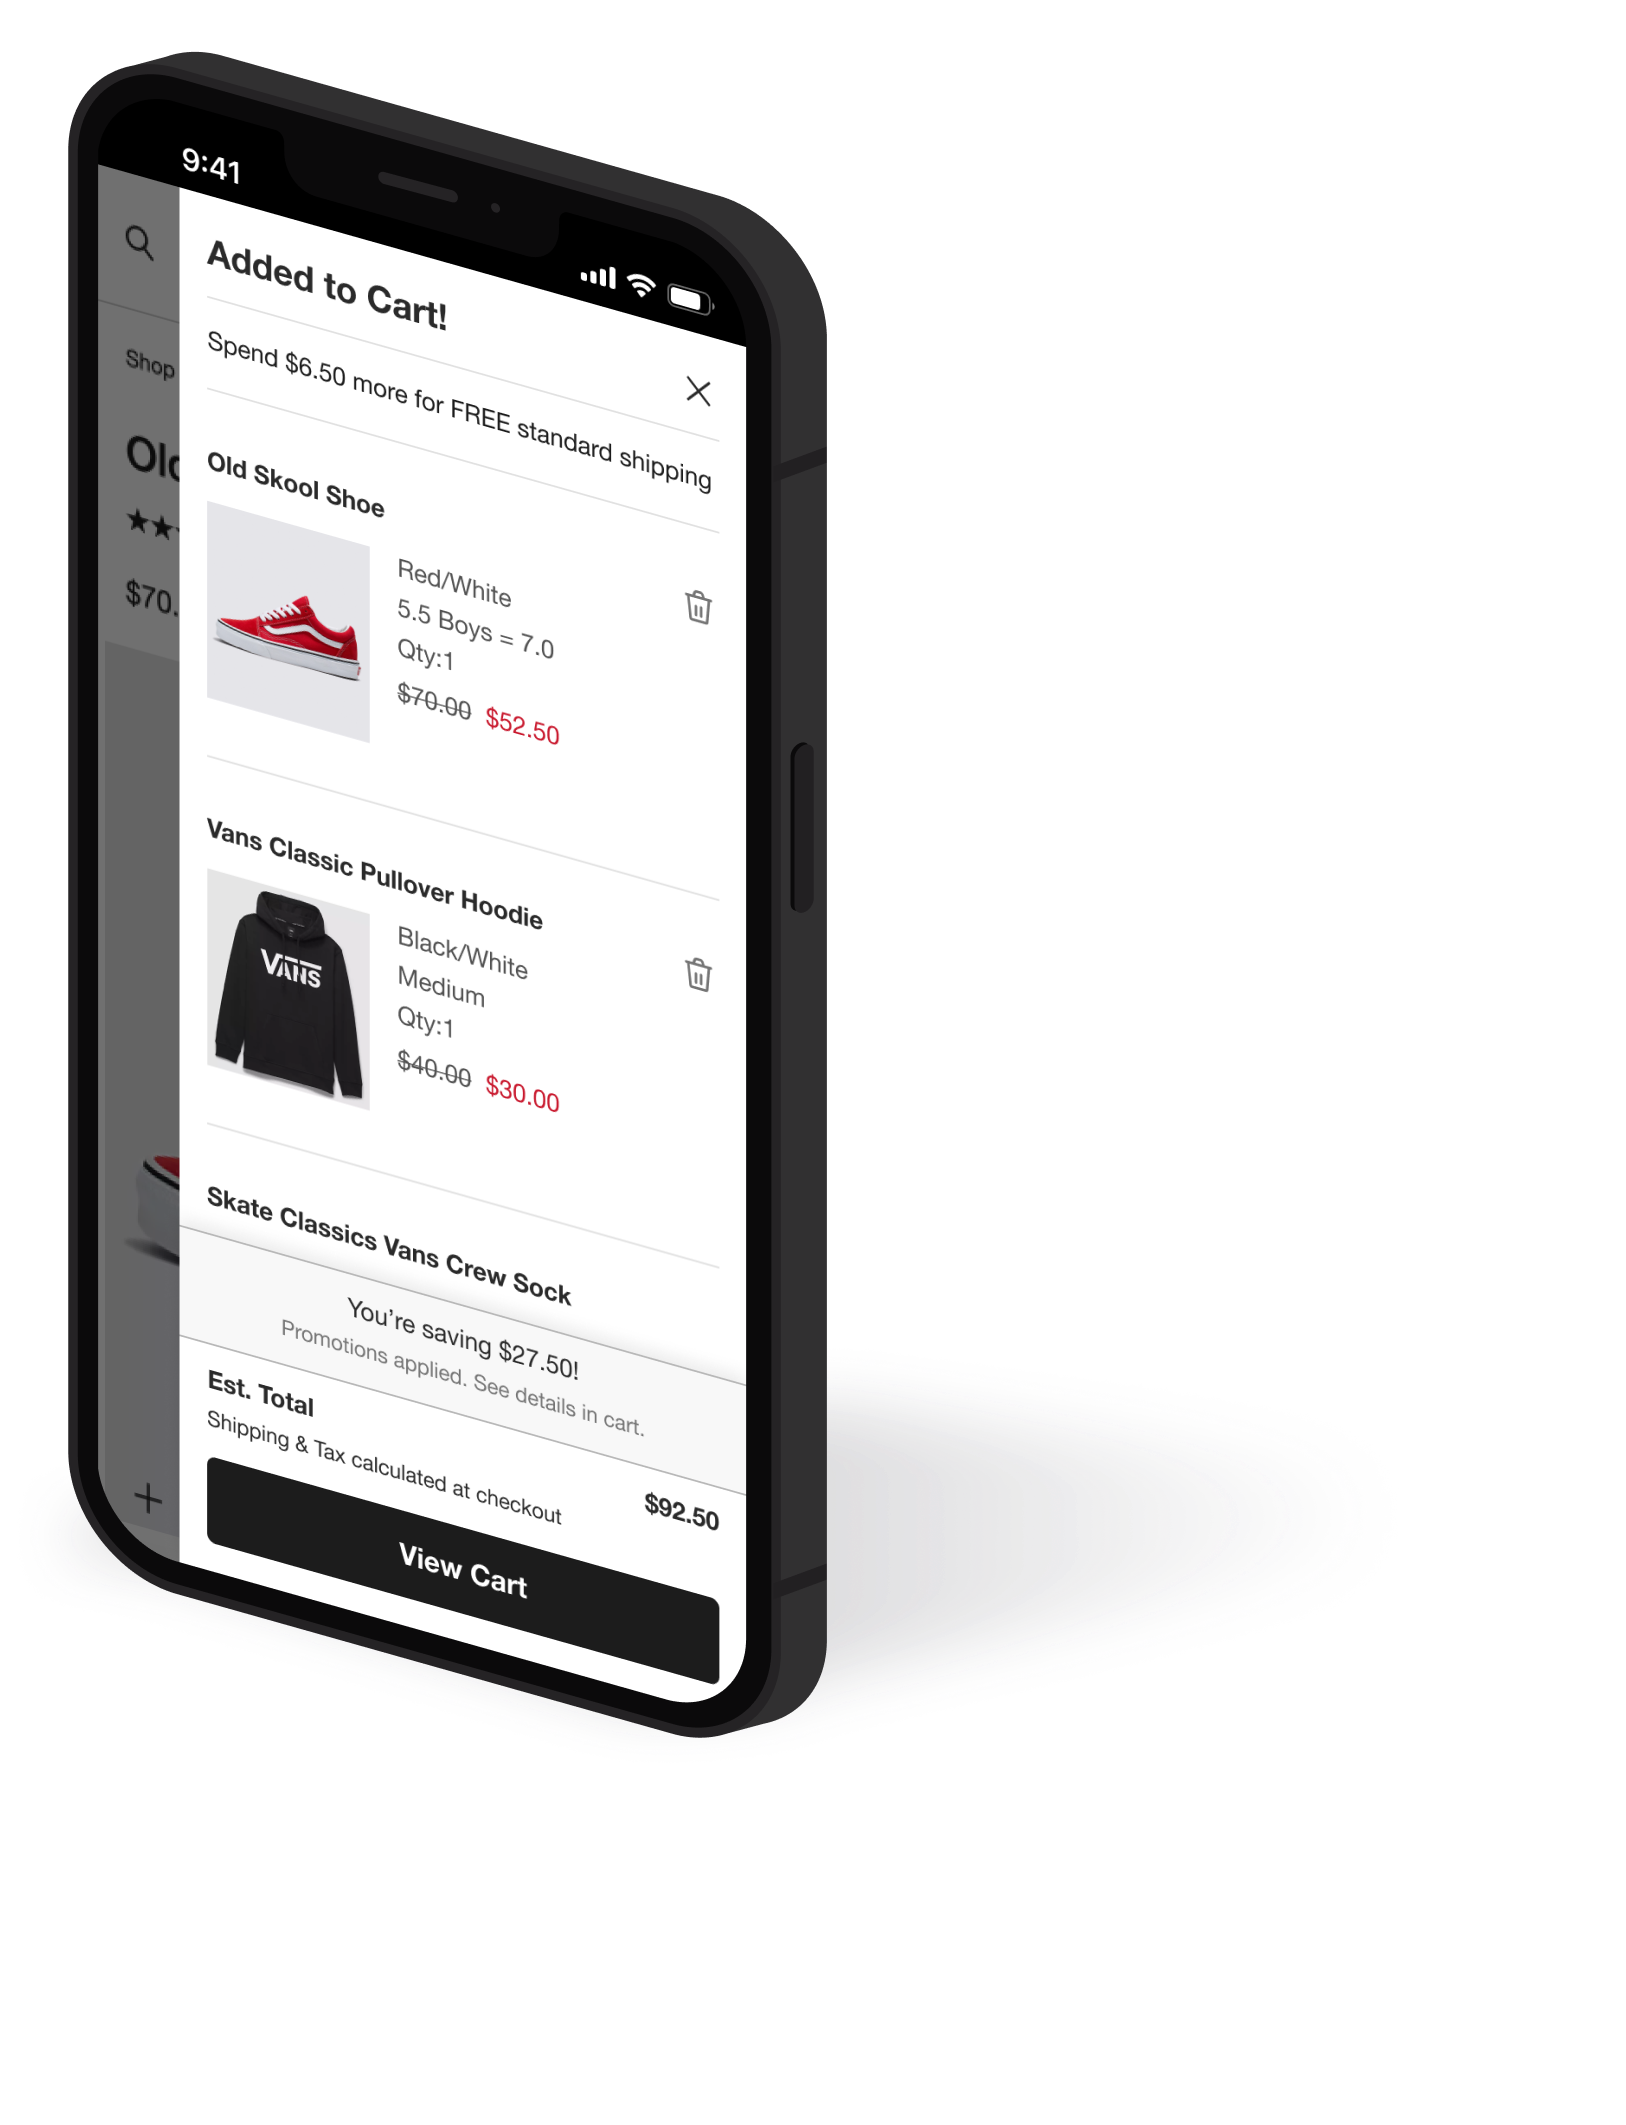 9:41
Added to Cart!
Spend $6.50 more for FREE standard shipping
Shop
Old Skool Shoe
Red/White
5.5 Boys = 7.0
Qty:1
$70.00 $52.50
$70.
Vans Classic Pullover Hoodie
VANS
Black/White
Medium
Qty:1
$40.00 $30.00
Skate Classics Vans Crew Sock
You’re saving $27.50!
Promotions applied. See details in cart.
Est. Total
Shipping & Tax calculated at checkout
$92.50
View Cart